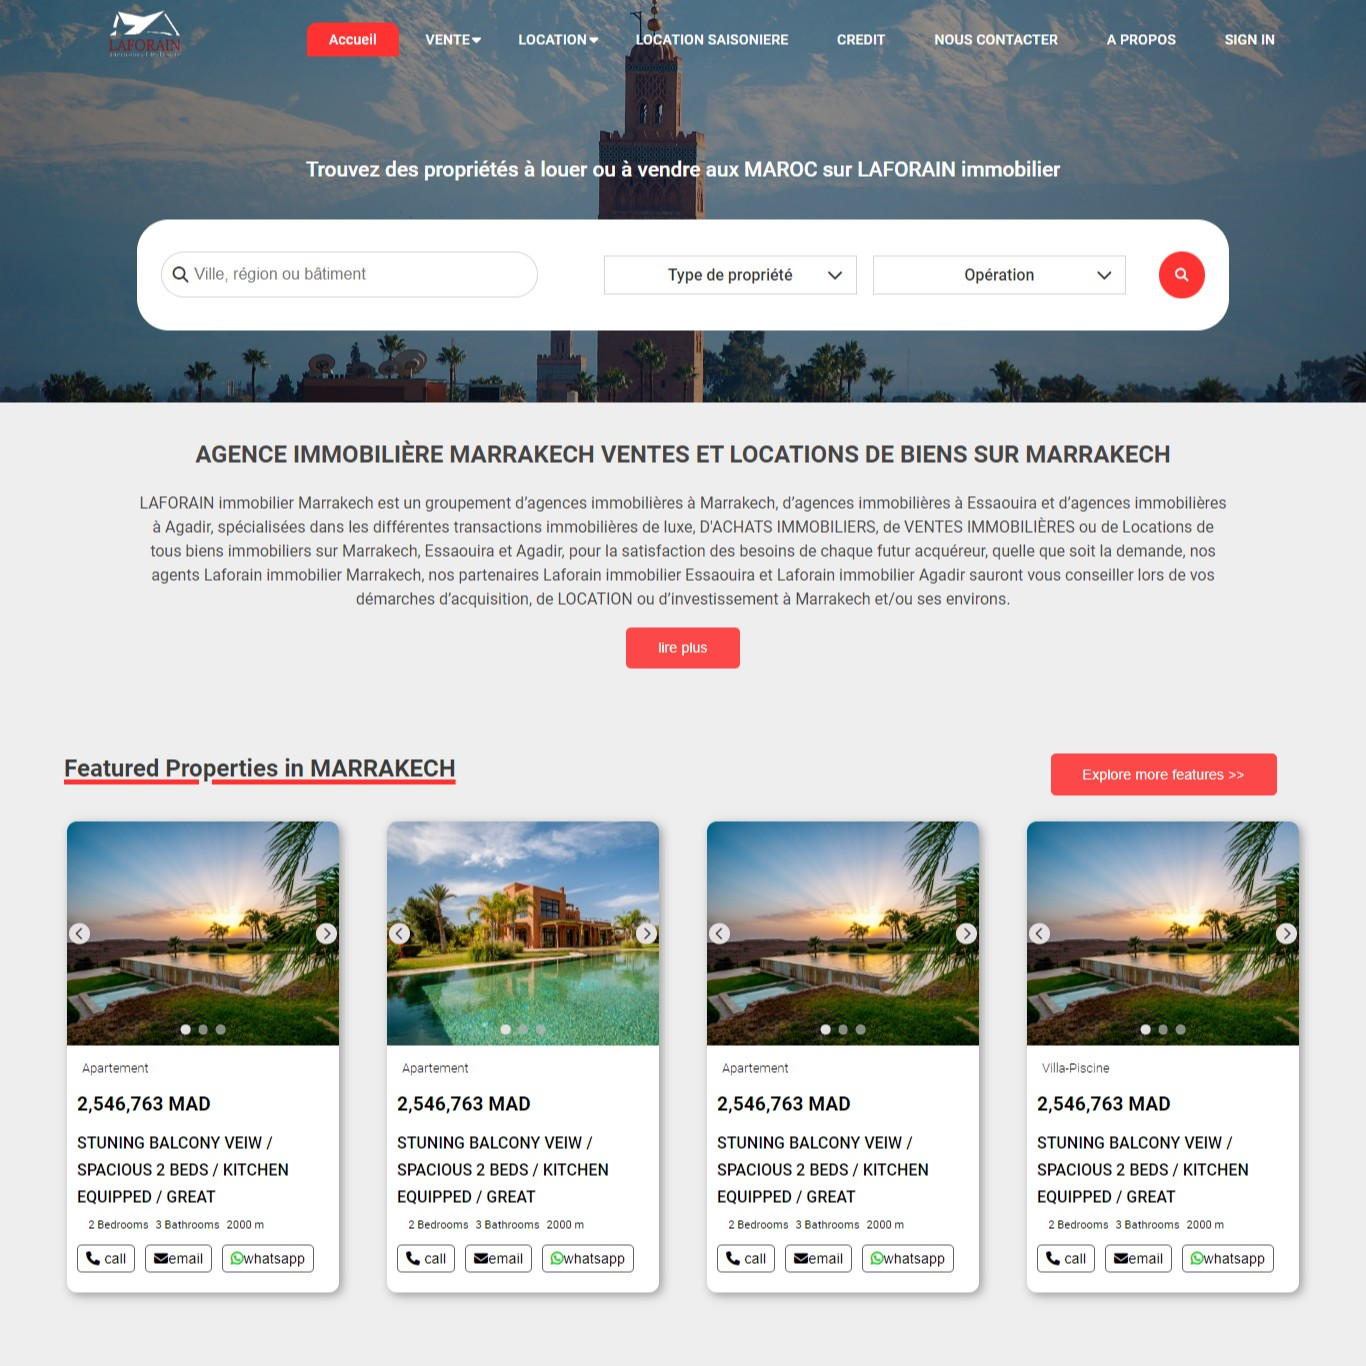 LAFORAIN
Accueil
VENTE
LOCATION
LOCATION SAISONIERE
CREDIT
NOUS CONTACTER
A PROPOS
SIGN IN
Trouvez des propriétés à louer ou à vendre aux MAROC sur LAFORAIN immobilier
Ville, région ou bâtiment
Type de propriété
Opération
AGENCE IMMOBILIÈRE MARRAKECH VENTES ET LOCATIONS DE BIENS SUR MARRAKECH
LAFORAIN immobilier Marrakech est un groupement d’agences immobilières à Marrakech, d’agences immobilières à Essaouira et d’agences immobilières
à Agadir, spécialisées dans les différentes transactions immobilières de luxe, D'ACHATS IMMOBILIERS, de VENTES IMMOBILIÈRES ou de Locations de
tous biens immobiliers sur Marrakech, Essaouira et Agadir, pour la satisfaction des besoins de chaque futur acquéreur, quelle que soit la demande, nos
agents Laforain immobilier Marrakech, nos partenaires Laforain immobilier Essaouira et Laforain immobilier Agadir sauront vous conseiller lors de vos
démarches d’acquisition, de LOCATION ou d’investissement à Marrakech et/ou ses environs.
lire plus
Featured Properties in MARRAKECH
Explore more features >>
Apartement
2,546,763 MAD
STUNING BALCONY VEIW /
SPACIOUS 2 BEDS / KITCHEN
EQUIPPED / GREAT
2 Bedrooms 3 Bathrooms 2000 m
call email whatsapp
Apartement
2,546,763 MAD
STUNING BALCONY VEIW /
SPACIOUS 2 BEDS / KITCHEN
EQUIPPED / GREAT
2 Bedrooms 3 Bathrooms 2000 m
call email whatsapp
Apartement
2,546,763 MAD
STUNING BALCONY VEIW /
SPACIOUS 2 BEDS / KITCHEN
EQUIPPED / GREAT
2 Bedrooms 3 Bathrooms 2000 m
call email whatsapp
Villa-Piscine
2,546,763 MAD
STUNING BALCONY VEIW /
SPACIOUS 2 BEDS / KITCHEN
EQUIPPED / GREAT
2 Bedrooms 3 Bathrooms 2000 m
call email whatsapp